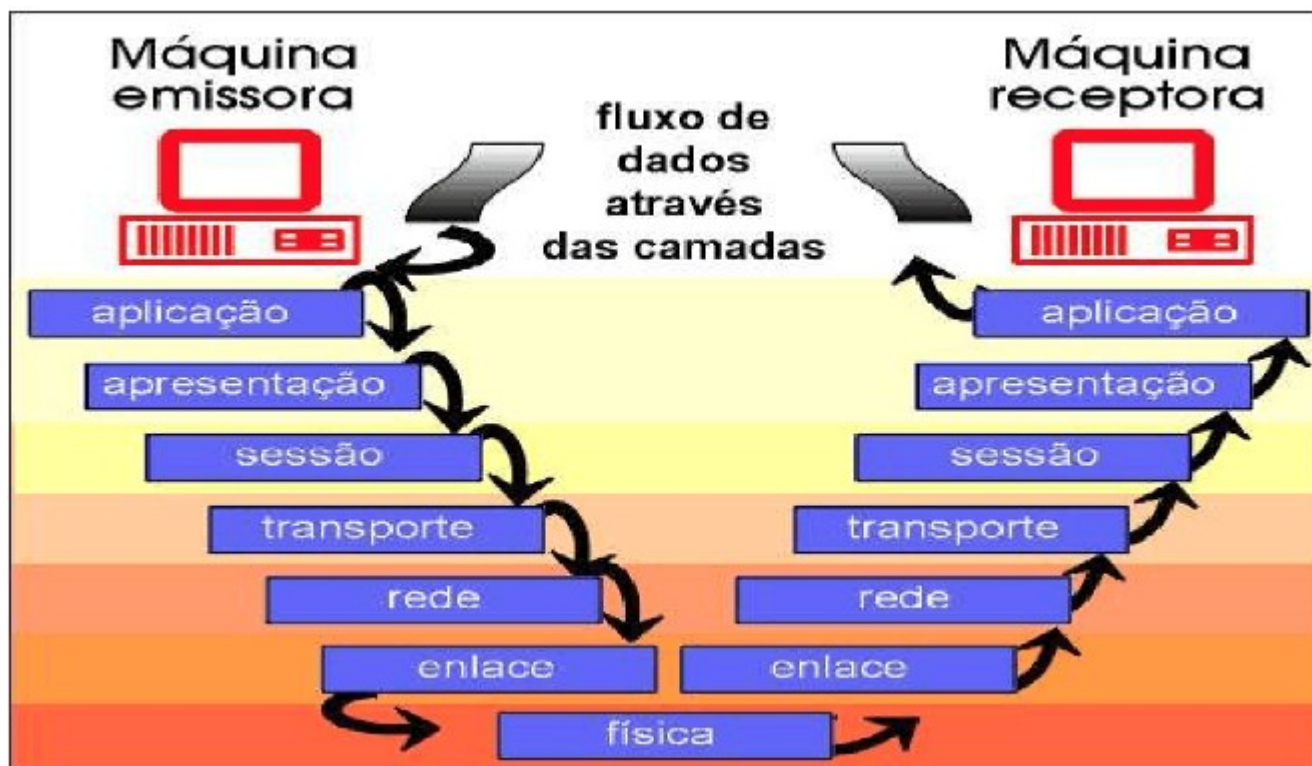 Máquina
emissora
fluxo de
dados
através
das camadas
Máquina
receptora
aplicação
aplicação
apresentação
apresentação
sessão
sessão
transporte
transporte
rede
rede
enlace
enlace
física